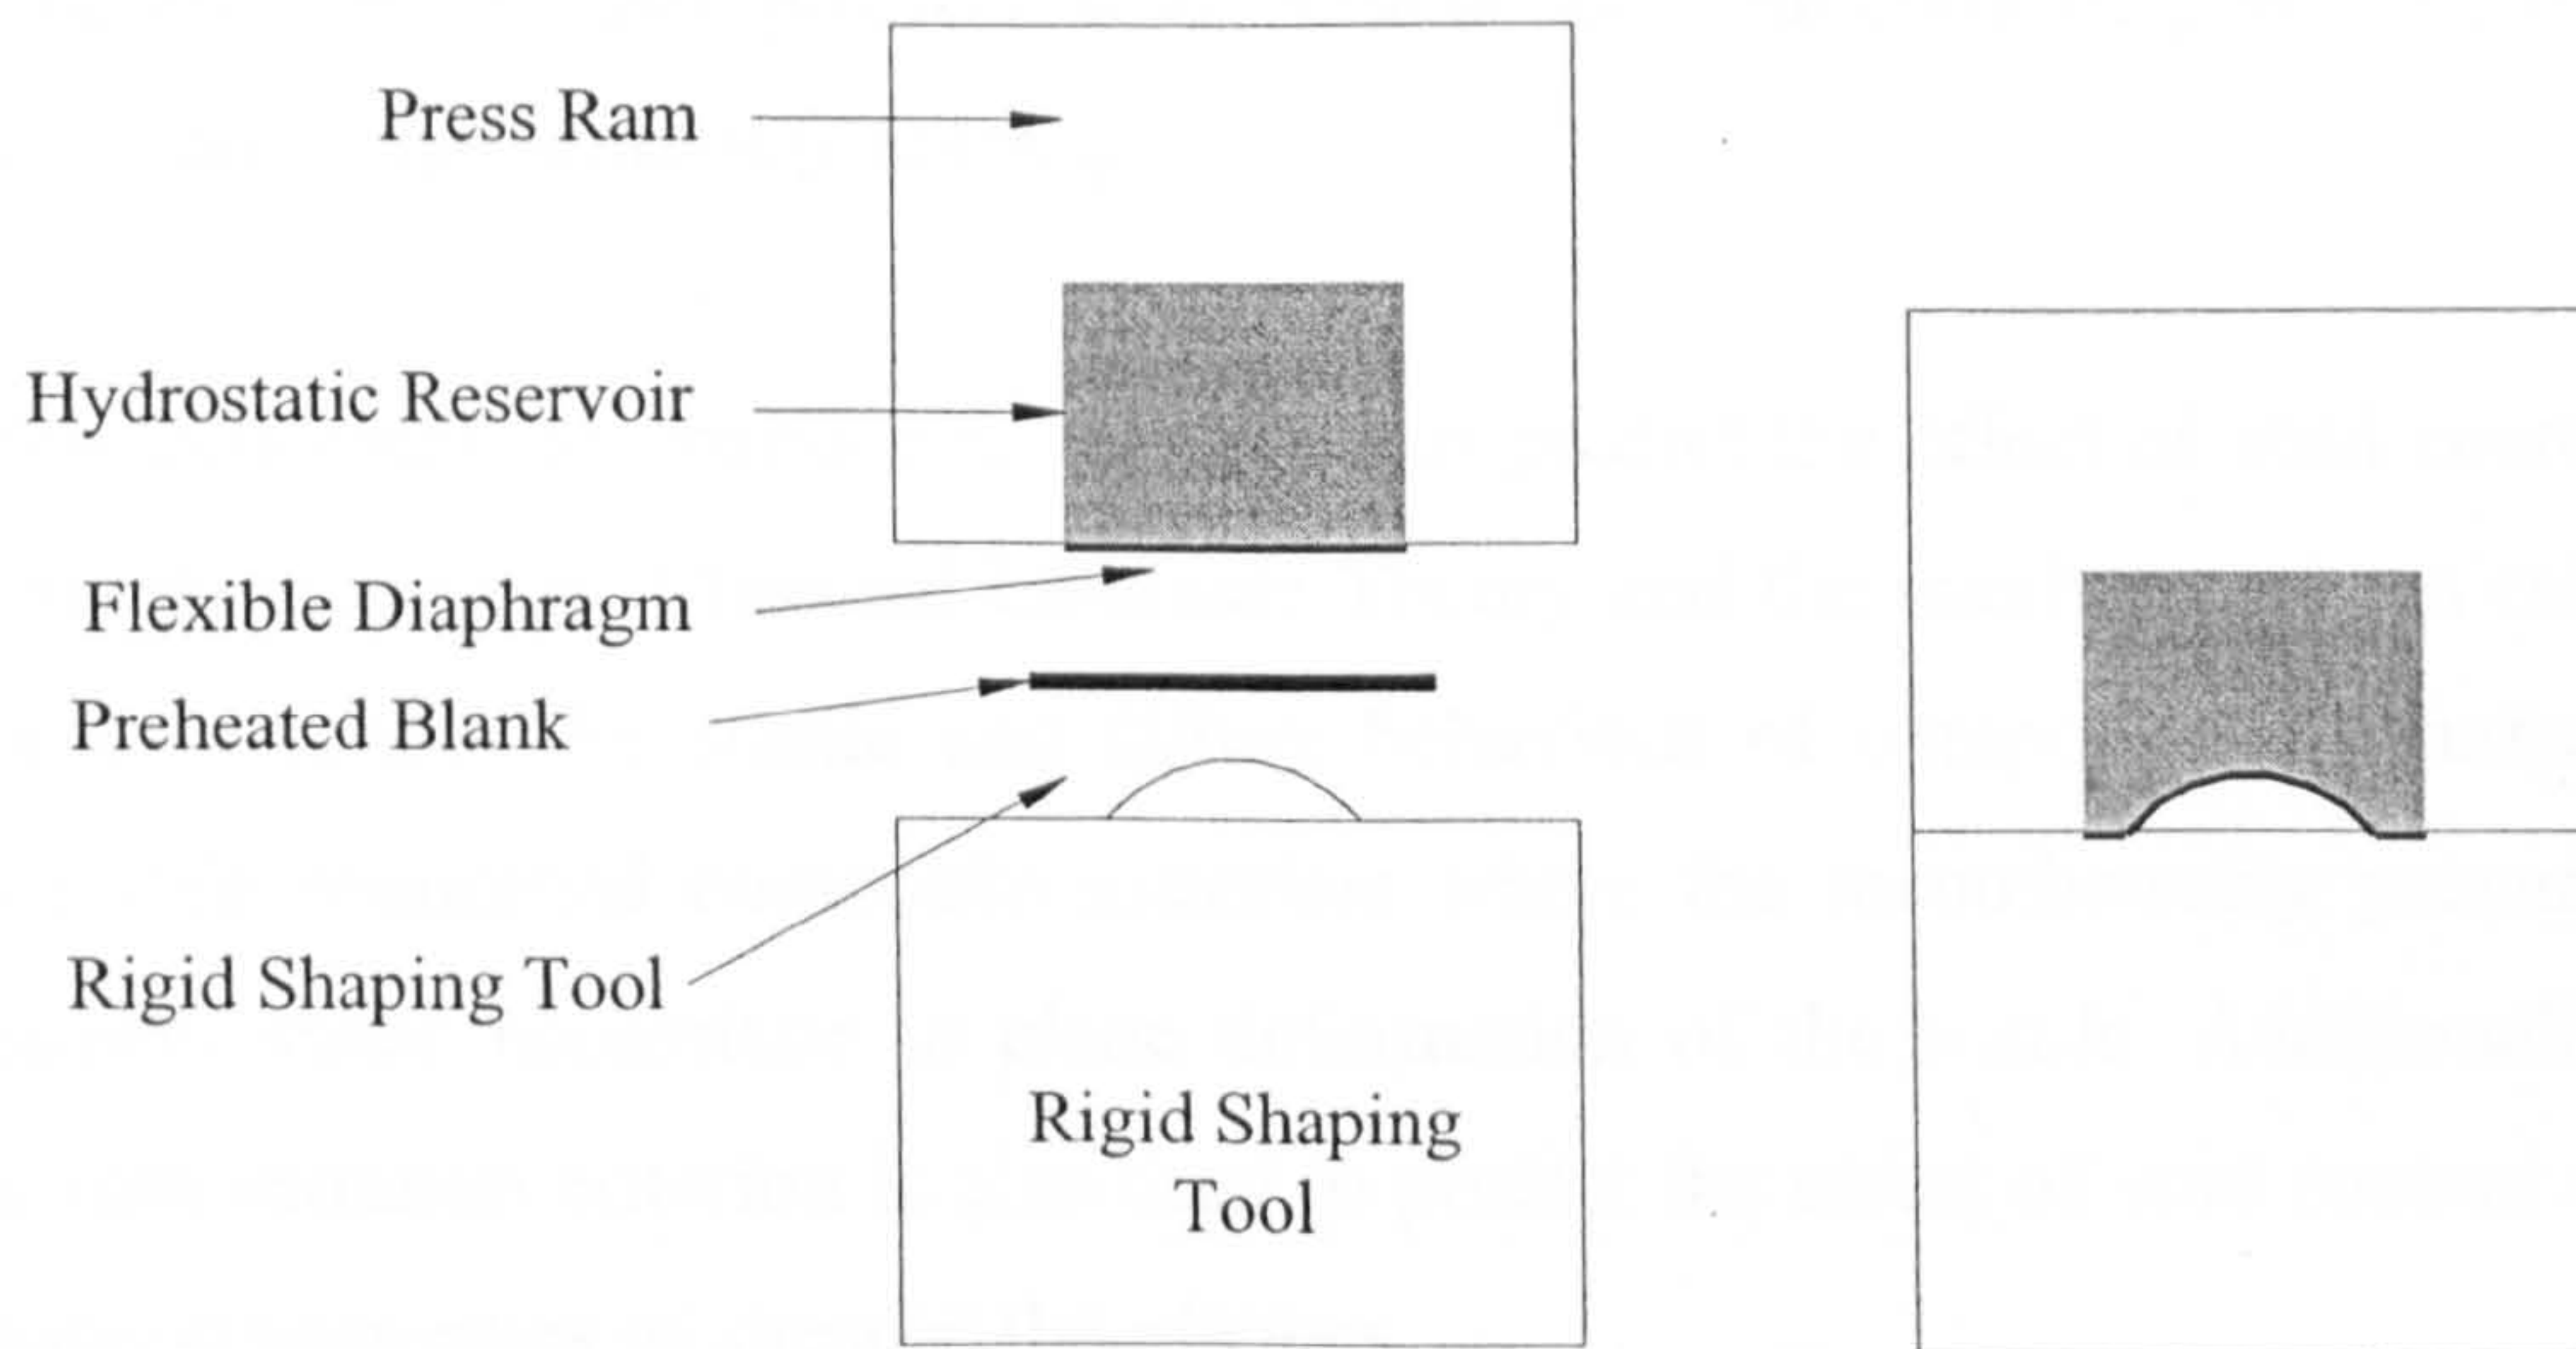 Press Ram
Hydrostatic Reservoir
Flexible Diaphragm
Preheated Blank
Rigid Shaping Tool
Rigid Shaping
Tool